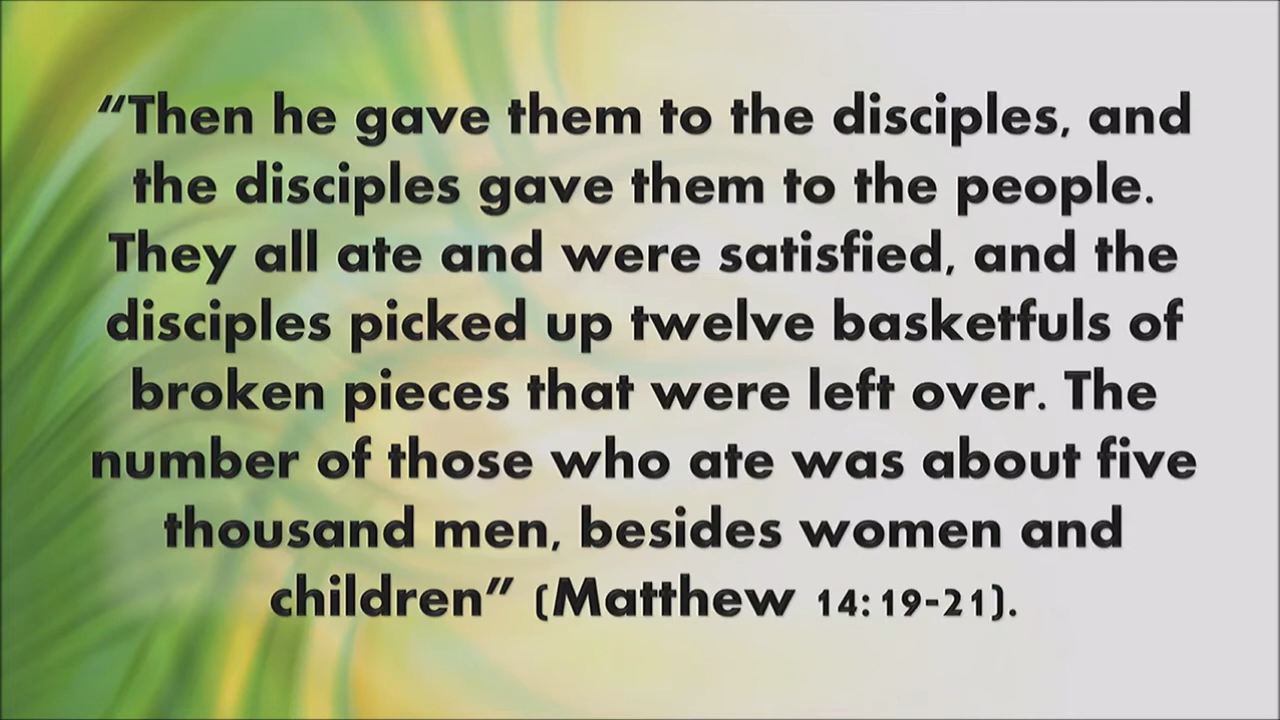 “Then he gave them to the disciples, and
the disciples gave them to the people.
They all ate and were satisfied, and the
disciples picked up twelve basketfuls of
broken pieces that were left over. The
number of those who ate was about five
thousand men, besides women and
children” (Matthew 14:19-21).